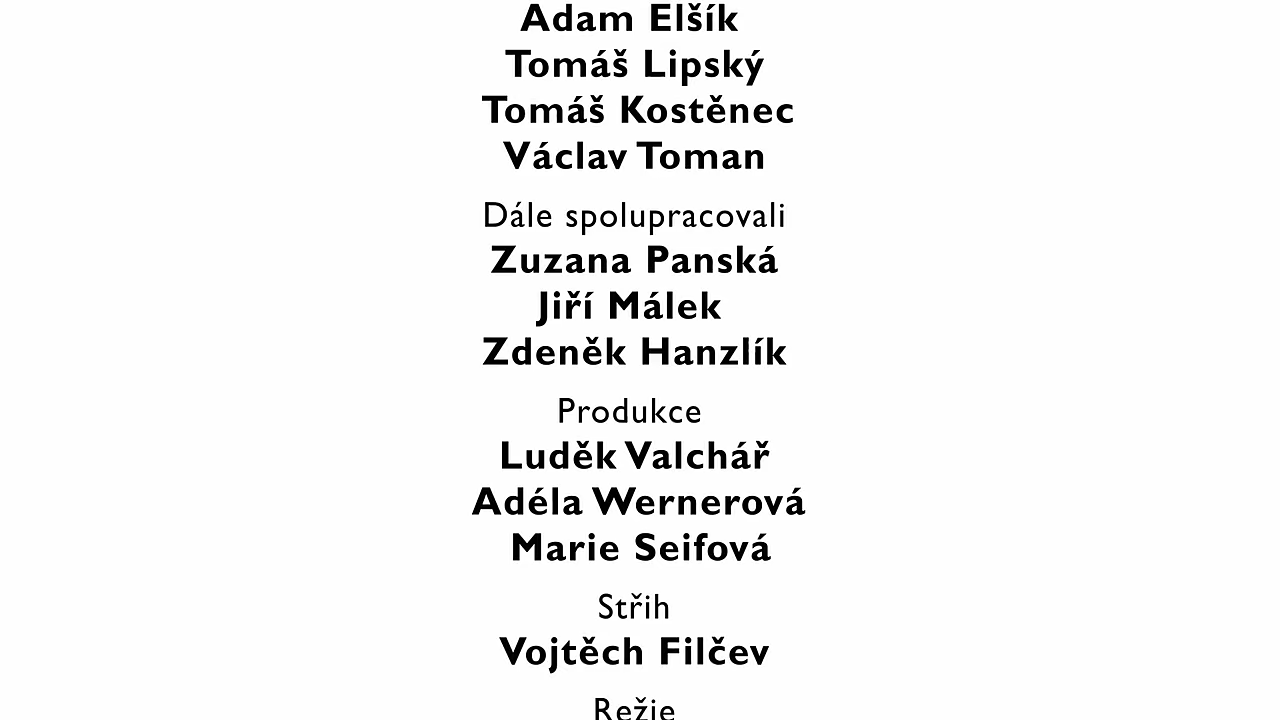 Adam Elšík
Tomáš Lipský
Tomáš Kostěnec
Václav Toman
Dále spolupracovali
Zuzana Panská
Jiří Málek
Zdeněk Hanzlík
Produkce
Luděk Valchář
Adéla Wernerová
Marie Seifová
Střih
Vojtěch Filčev
Režie